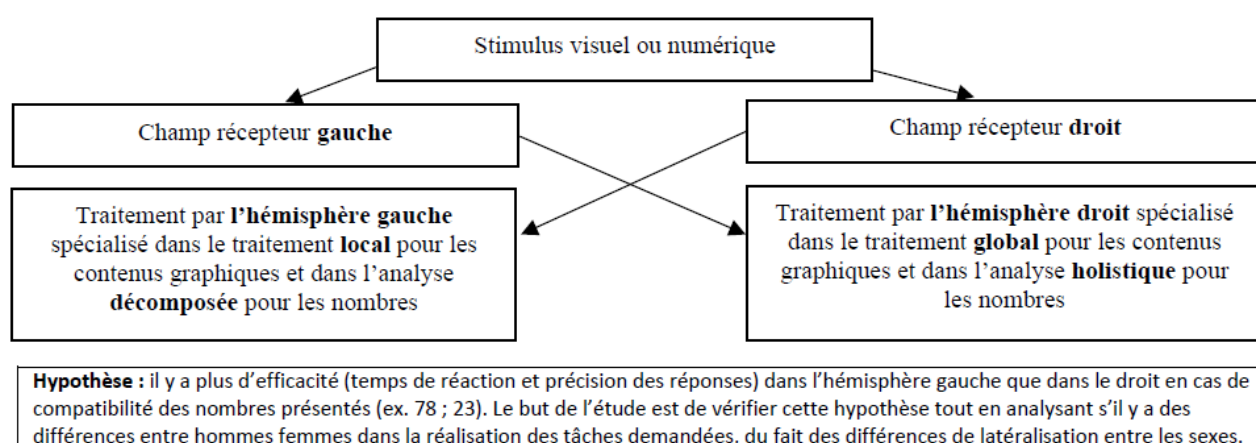 Stimulus visuel ou numérique
Champ récepteur gauche
Champ récepteur droit
Traitement par l’hémisphère gauche
spécialisé dans le traitement local pour les
contenus graphiques et dans l’analyse
décomposée pour les nombres
Traitement par l’hémisphère droit spécialisé
dans le traitement global pour les contenus
graphiques et dans l’analyse holistique pour
les nombres
Hypothèse : il y a plus d’efficacité (temps de réaction et précision des réponses) dans l’hémisphère gauche que dans le droit en cas de
compatibilité des nombres présentés (ex. 78 ; 23). Le but de l’étude est de vérifier cette hypothèse tout en analysant s’il y a des
différences entre hommes femmes dans la réalisation des tâches demandées, du fait des différences de latéralisation entre les sexes.